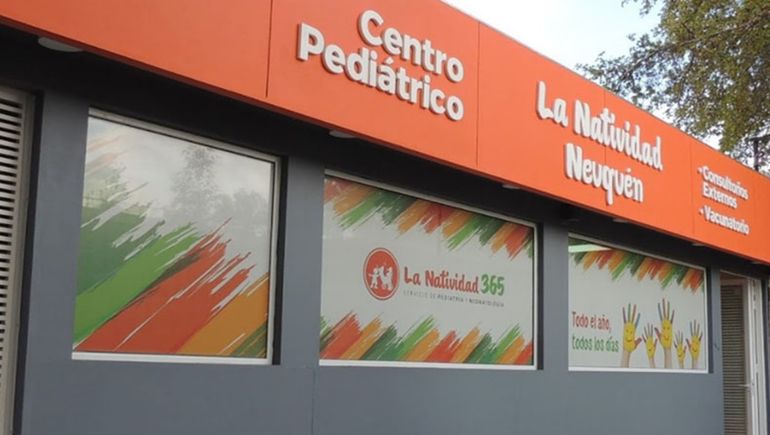 Centro
Pediátrico
La Natividad
Neuquén
- Consultorios
Externos
- Vacunatorio
La Natividad 365
SERVICIO DE PEDIATRÍA Y NEONATOLOGÍA
Todo el año,
todos los días